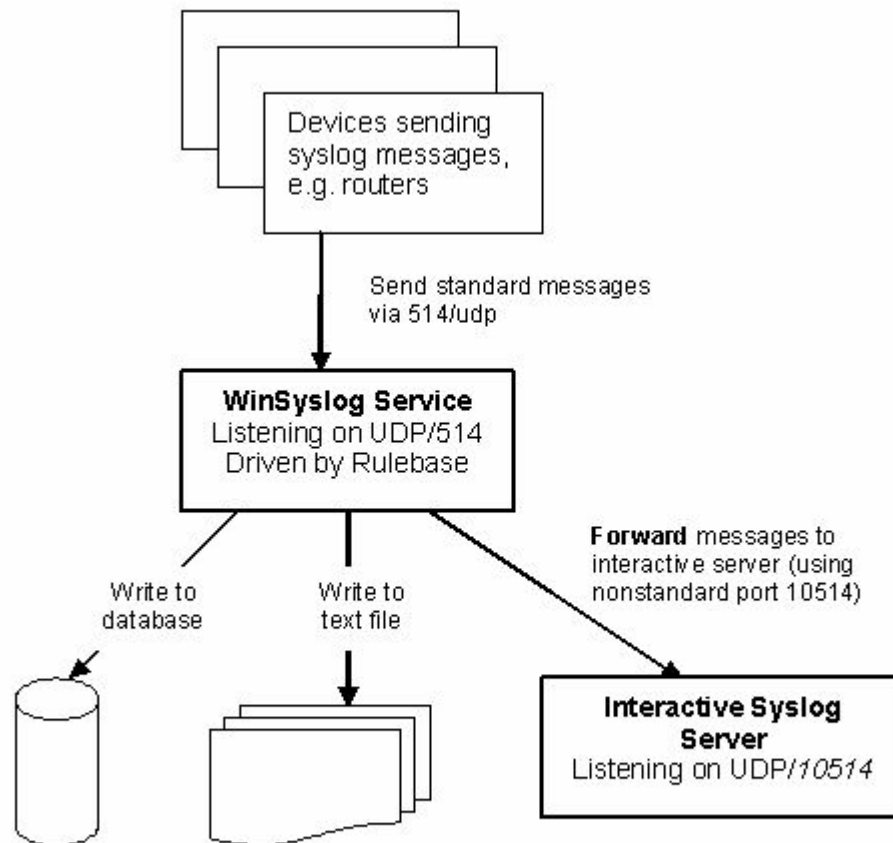 Devices sending
syslog messages,
e.g. routers
Send standard messages
via 514/udp
WinSyslog Service
Listening on UDP/514
Driven by Rulebase
Write to
database
Write to
text file
Forward messages to
interactive server (using
nonstandard port 10514)
Interactive Syslog
Server
Listening on UDP/10514